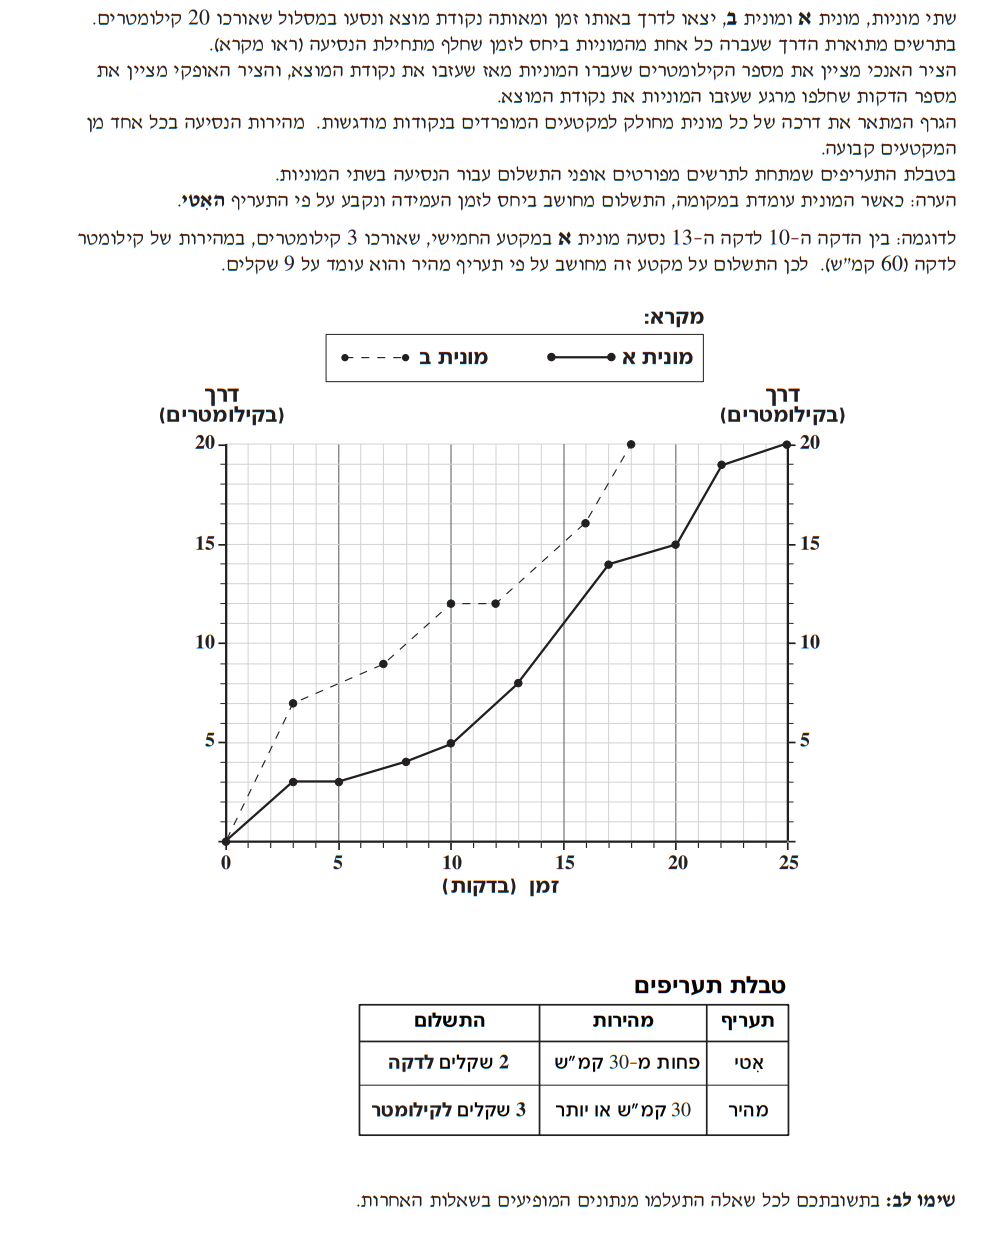 שתי מוניות, מונית א ומונית ב, יצאו לדרך באותו זמן ומאותה נקודת מוצא ונסעו במסלול שאורכו 20 קילומטרים.
בתרשים מתוארת הדרך שעברה כל אחת מהמוניות ביחס לזמן שחלף מתחילת הנסיעה (ראו מקרא).
הציר האנכי מציין את מספר הקילומטרים שעברו המוניות מאז שעזבו את נקודת המוצא, והציר האופקי מציין את
מספר הדקות שחלפו מרגע שעזבו המוניות את נקודת המוצא.
הגרף המתאר את דרכה של כל מונית מחולק למקטעים המופרדים בנקודות מודגשות. מהירות הנסיעה בכל אחד מן
המקטעים קבועה.
בטבלת התעריפים שמתחת לתרשים מפורטים אופני התשלום עבור הנסיעה בשתי המוניות.
הערה: כאשר המונית עומדת במקומה, התשלום מחושב ביחס לזמן העמידה ונקבע על פי התעריף האִטי.
לדוגמה: בין הדקה ה-10 לדקה ה-13 נסעה מונית א במקטע החמישי, שאורכו 3 קילומטרים, במהירות של קילומטר
לדקה (60 קמ"ש). לכן התשלום על מקטע זה מחושב על פי תעריף מהיר והוא עומד על 9 שקלים.
מקרא:
מונית א מונית ב
דרך דרך
(בקילומטרים) (בקילומטרים)
20 20
15 15
10 10
5 5
0 5 10 15 20 25
זמן (בדקות)
טבלת תעריפים
תעריף מהירות התשלום
אִטי פחות מ-30 קמ"ש 2 שקלים לדקה
מהיר 30 קמ"ש או יותר 3 שקלים לקילומטר
שימו לב: בתשובתכם לכל שאלה התעלמו מנתונים המופיעים בשאלות האחרות.